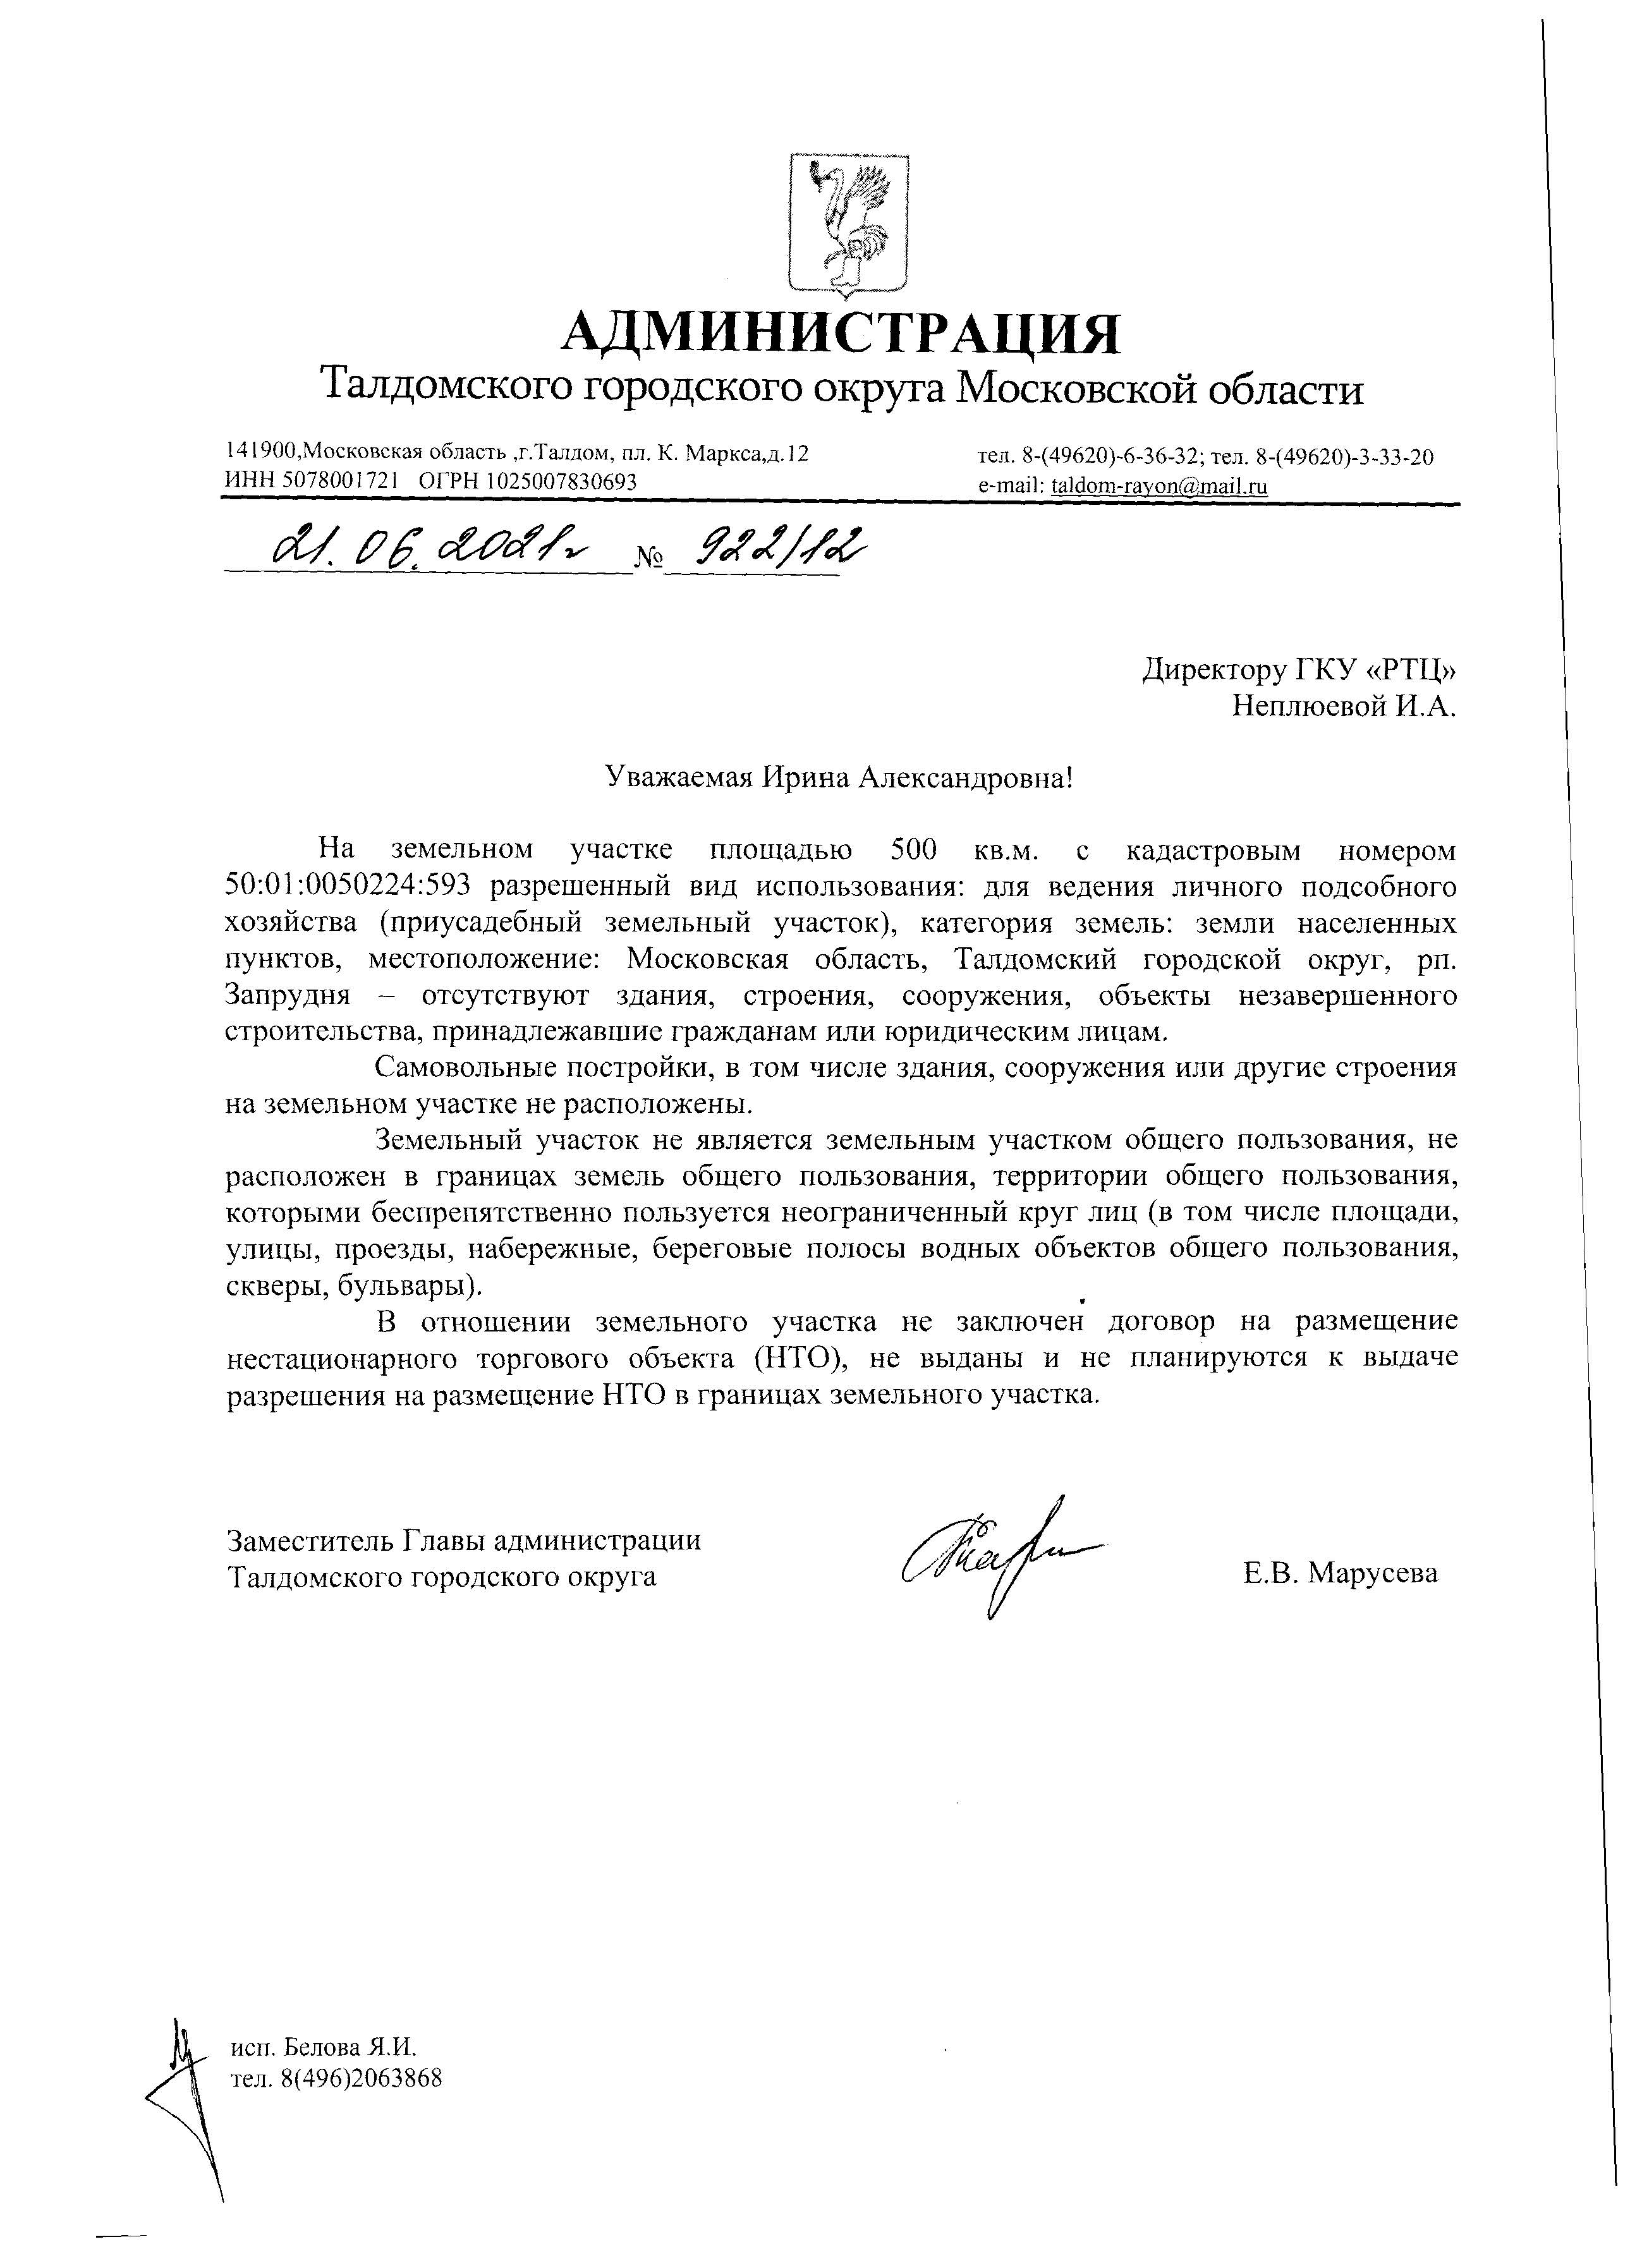 АДМИНИСТРАЦИЯ
Талдомского городского округа Московской области
141900,Московская область ,г.Талдом, пл. К. Маркса,д.12
ИНН 5078001721 ОГРН 1025007830693
тел. 8-(49620)-6-36-32; тел. 8-(49620)-3-33-20
e-mail: taldom-rayon@mail.ru
21.06.2021г № 922/12
Директору ГКУ «РТЦ»
Неплюевой И.А.
Уважаемая Ирина Александровна!
На земельном участке площадью 500 кв.м. с кадастровым номером
50:01:0050224:593 разрешенный вид использования: для ведения личного подсобного
хозяйства (приусадебный земельный участок), категория земель: земли населенных
пунктов, местоположение: Московская область, Талдомский городской округ, рп.
Запрудня – отсутствуют здания, строения, сооружения, объекты незавершенного
строительства, принадлежавшие гражданам или юридическим лицам.
Самовольные постройки, в том числе здания, сооружения или другие строения
на земельном участке не расположены.
Земельный участок не является земельным участком общего пользования, не
расположен в границах земель общего пользования, территории общего пользования,
которыми беспрепятственно пользуется неограниченный круг лиц (в том числе площади,
улицы, проезды, набережные, береговые полосы водных объектов общего пользования,
скверы, бульвары).
В отношении земельного участка не заключен договор на размещение
нестационарного торгового объекта (НТО), не выданы и не планируются к выдаче
разрешения на размещение НТО в границах земельного участка.
Заместитель Главы администрации
Талдомского городского округа
Е.В. Марусева
исп. Белова Я.И.
тел. 8(496)2063868